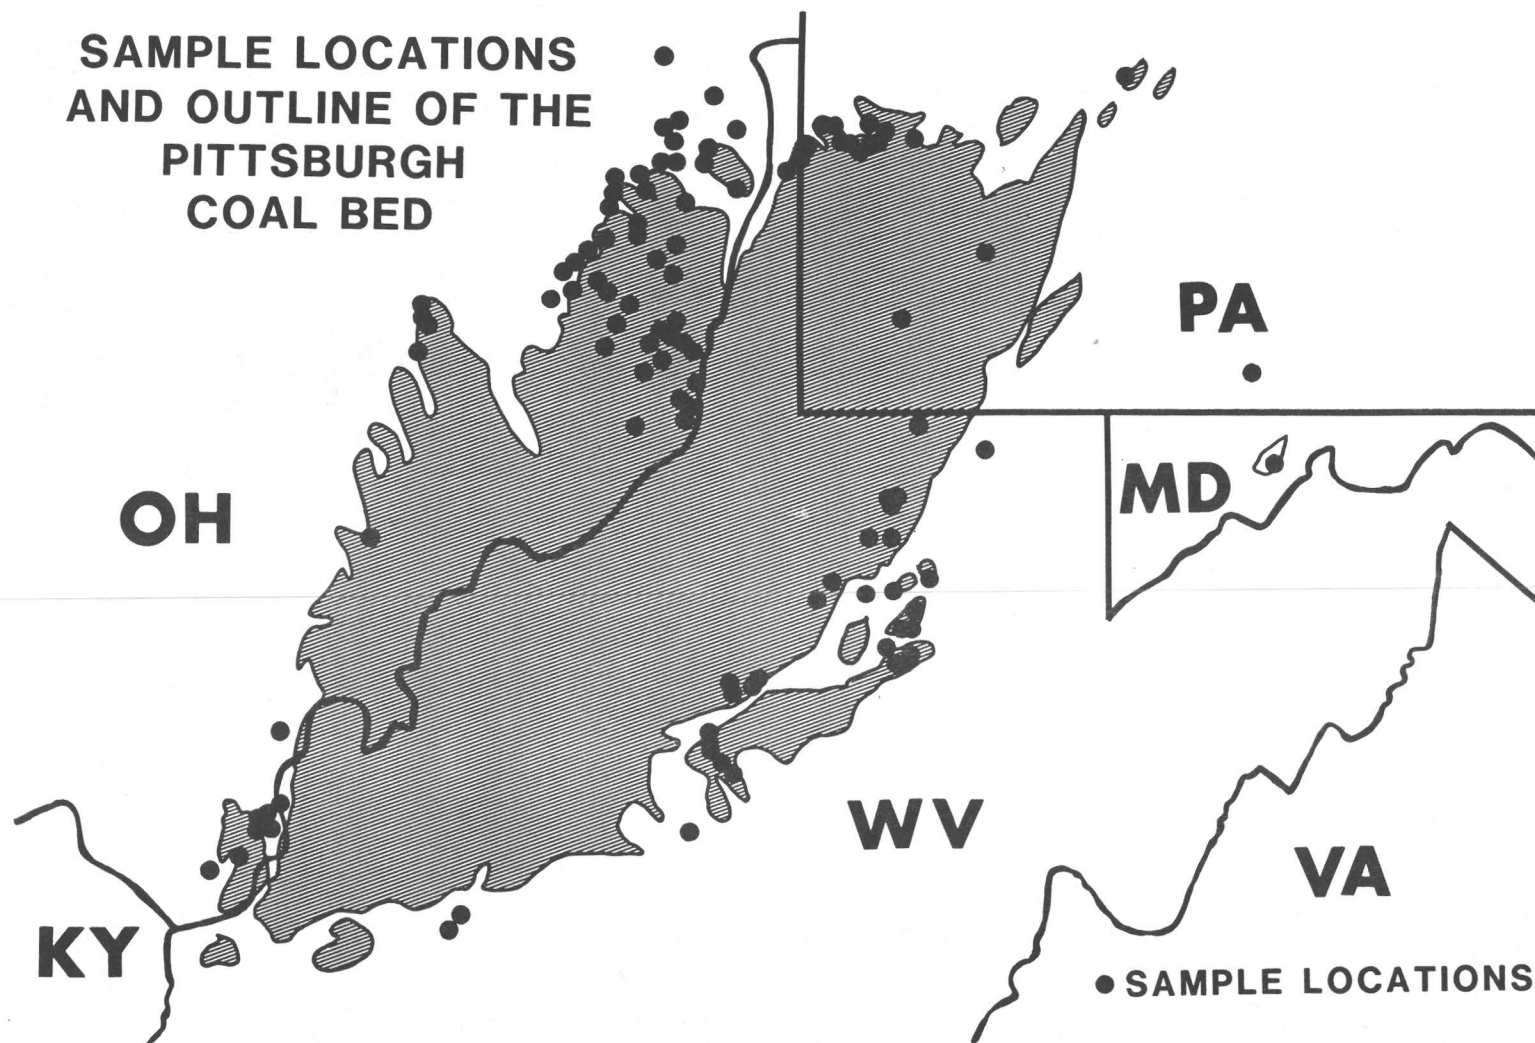 SAMPLE LOCATIONS
AND OUTLINE OF THE
PITTSBURGH
COAL BED
PA
MD
OH
WV
VA
KY
SAMPLE LOCATIONS